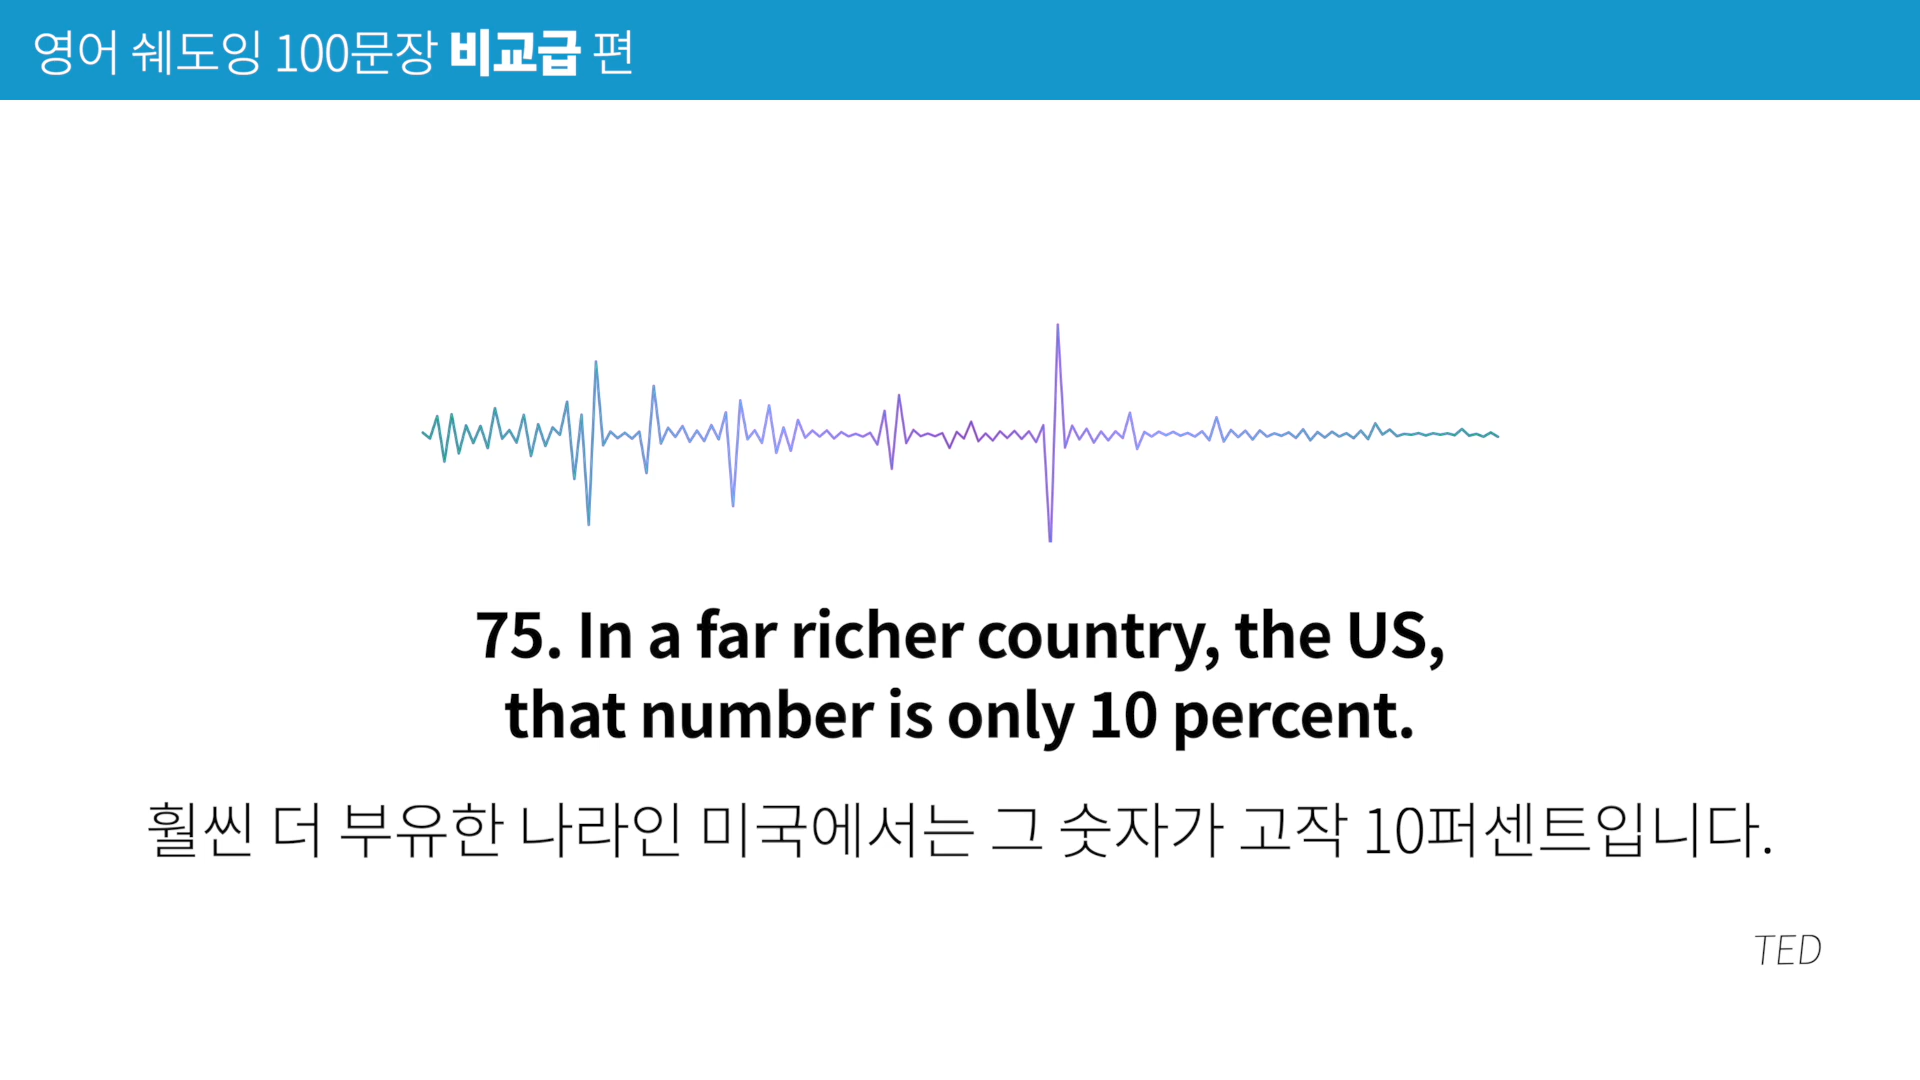 영어 쉐도잉 100문장 비교급 편
75. In a far richer country, the US,
that number is only 10 percent.
훨씬 더 부유한 나라인 미국에서는 그 숫자가 고작 10퍼센트입니다.
TED